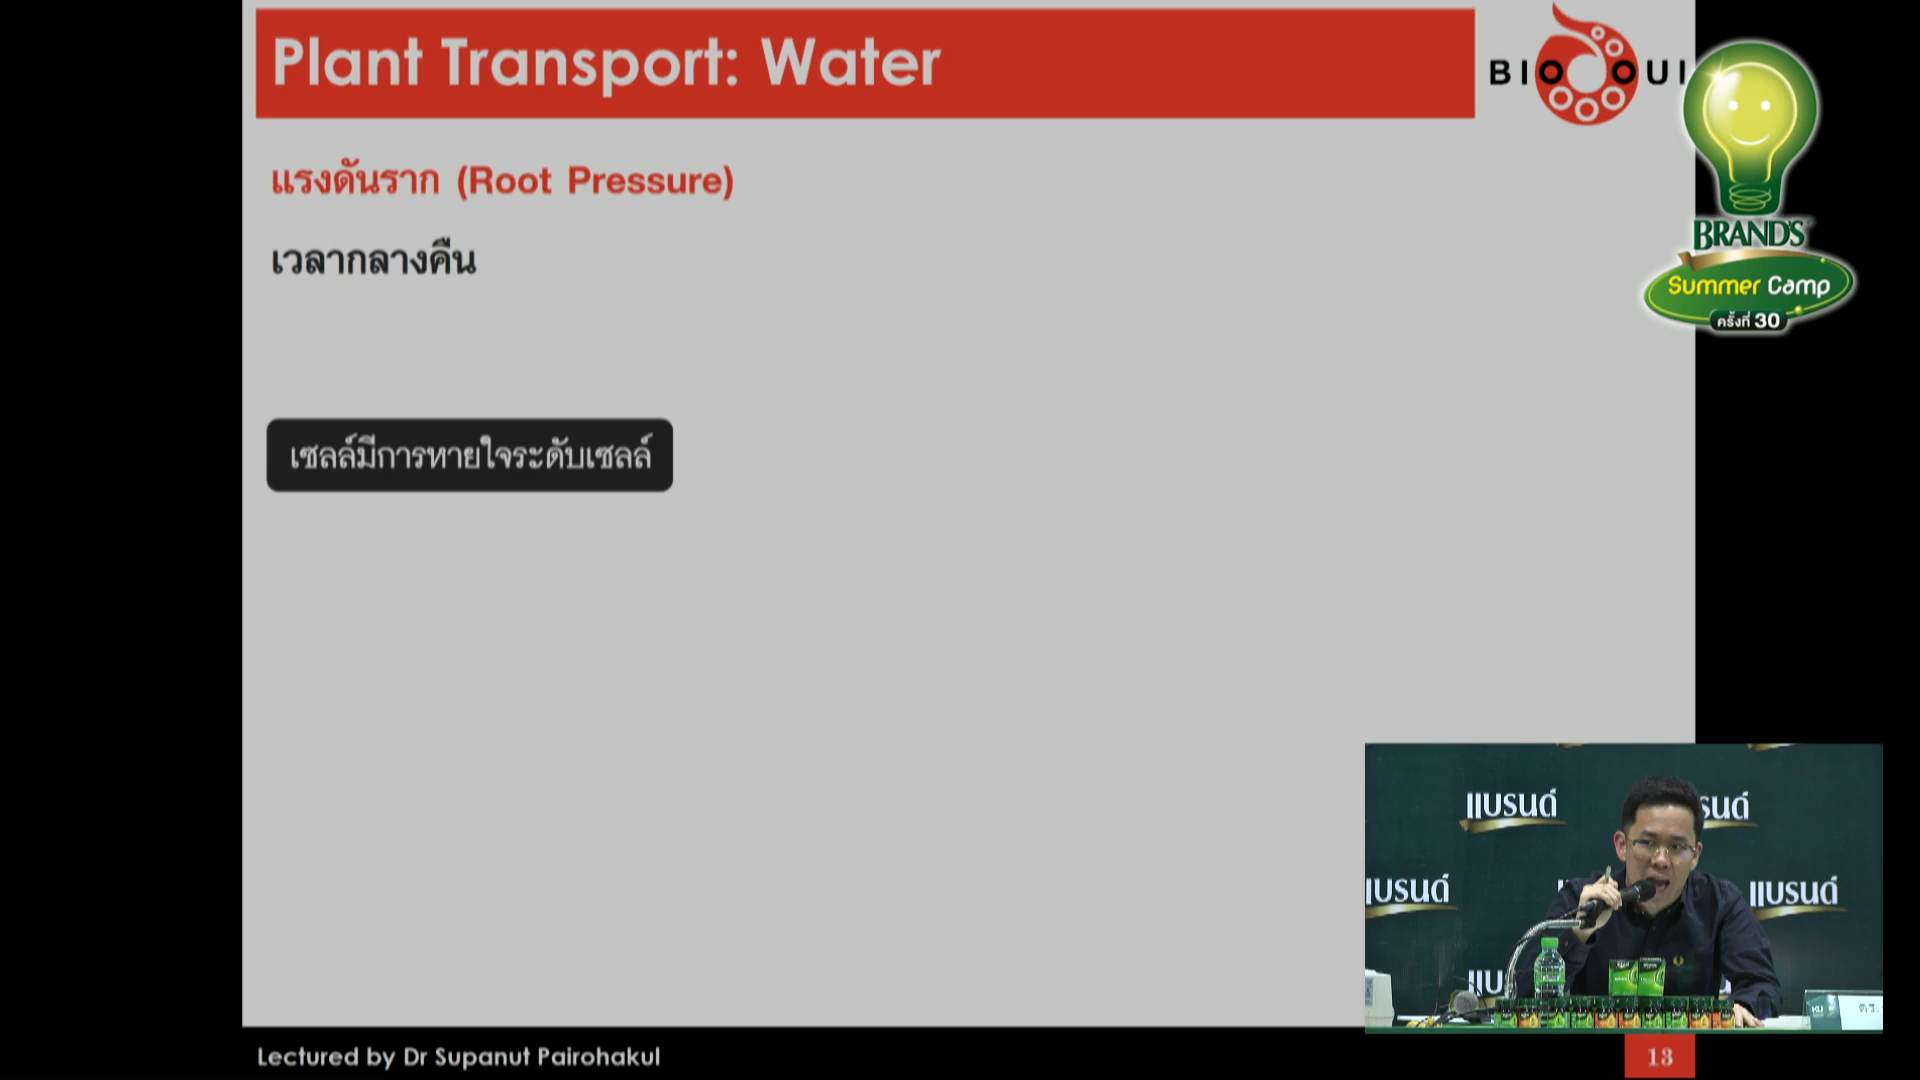 Plant Transport: Water
BIO OUI
แรงดันราก (Root Pressure)
เวลากลางคืน
เซลล์มีการหายใจระดับเซลล์
BRAND'S
Summer Camp
ครั้งที่ 30
แบรนด์
แบรนด์
แบรนด์
Lectured by Dr Supanut Pairohakul
13